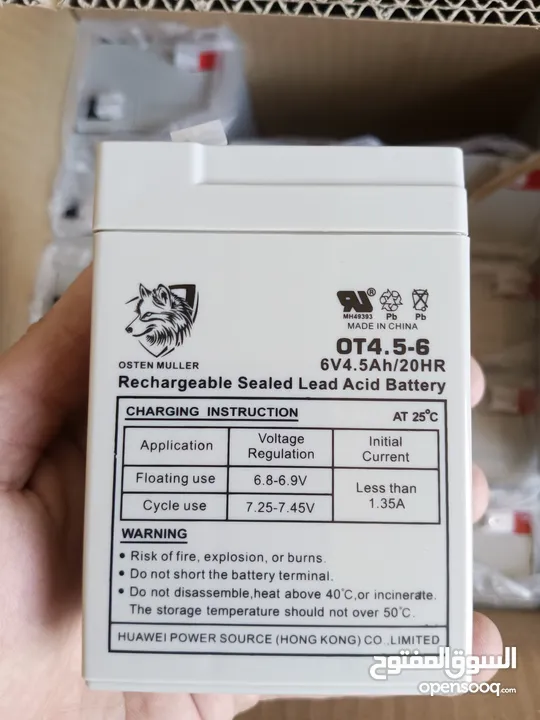 OSTEN MULLER
MH49393
Pb Pb
MADE IN CHINA
OT4.5-6
6V4.5Ah/20HR
Rechargeable Sealed Lead Acid Battery
CHARGING INSTRUCTION AT 25°C
Application Voltage Regulation Initial Current
Floating use 6.8-6.9V Less than 1.35A
Cycle use 7.25-7.45V
WARNING
• Risk of fire, explosion, or burns.
• Do not short the battery terminal.
• Do not disassemble,heat above 40°C,or incinerate.
The storage temperature should not over 50°C.
HUAWEI POWER SOURCE (HONG KONG) CO.,LIMITED
السوق المفتوح
opensooq.com